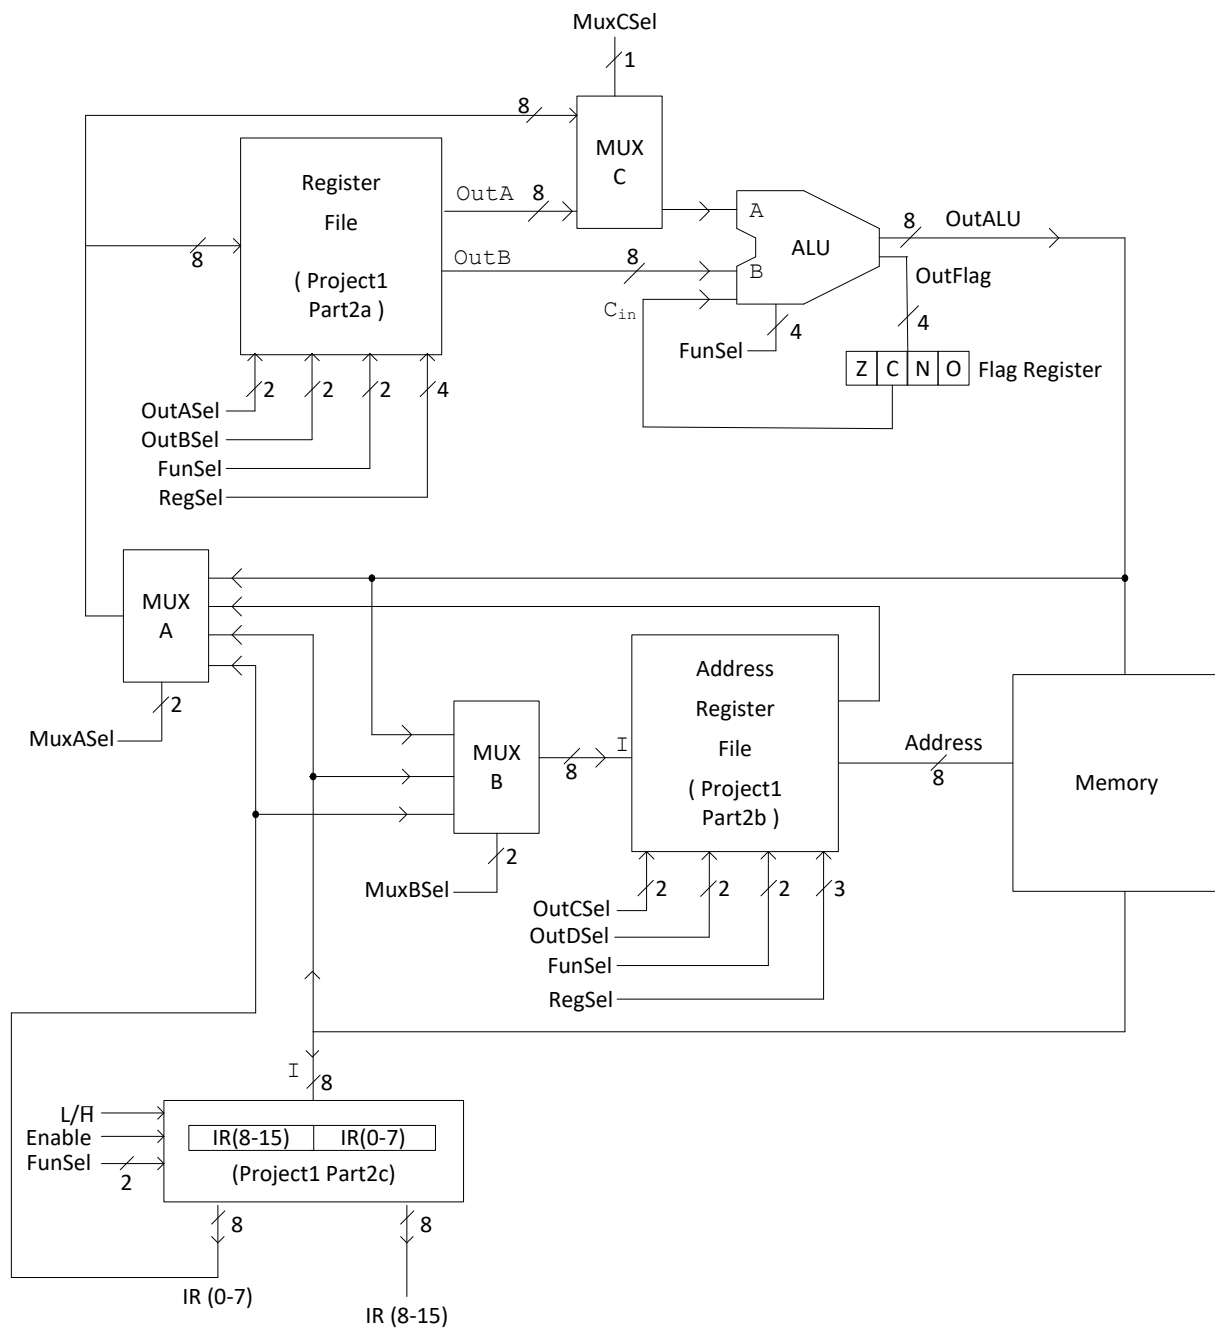 MuxCSel
1
8
MUX
C
Register
File
( Project1
Part2a )
OutA
8
OutB
8
8
A
B
ALU
C_in
8
OutALU
OutFlag
4
FunSel
4
Z C N O
Flag Register
2
2
2
4
OutASel
OutBSel
FunSel
RegSel
MUX
A
2
MuxASel
MUX
B
8
I
2
MuxBSel
Address
Register
File
( Project1
Part2b )
Address
8
Memory
2
2
2
3
OutCSel
OutDSel
FunSel
RegSel
I
8
L/H̅
Enable
FunSel
2
IR(8-15) IR(0-7)
(Project1 Part2c)
8
8
IR (0-7)
IR (8-15)